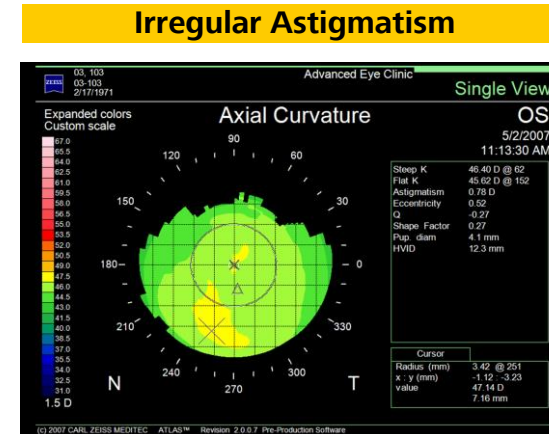 Irregular Astigmatism
ZEISS
03, 103
03-103
2/17/1971
Advanced Eye Clinic
Single View
Expanded colors
Custom scale
Axial Curvature
OS
5/2/2007
11:13:30 AM
67.0
65.5
64.0
62.5
61.0
59.5
58.0
56.5
55.0
53.5
52.0
50.5
49.0
47.5
46.0
44.5
43.0
41.5
40.0
38.5
37.0
35.5
34.0
32.5
31.0
1.5 D
90
120
60
150
30
180
0
210
330
240
300
270
N
T
Steep K 46.40 D @ 62
Flat K 45.62 D @ 152
Astigmatism 0.78 D
Eccentricity 0.52
Q -0.27
Shape Factor 0.27
Pup. diam 4.1 mm
HVID 12.3 mm
Cursor
Radius (mm) 3.42 @ 251
x : y (mm) -1.12 : -3.23
value 47.14 D
7.16 mm
(c) 2007 CARL ZEISS MEDITEC ATLAS™ Revision 2.0.0.7 Pre-Production Software